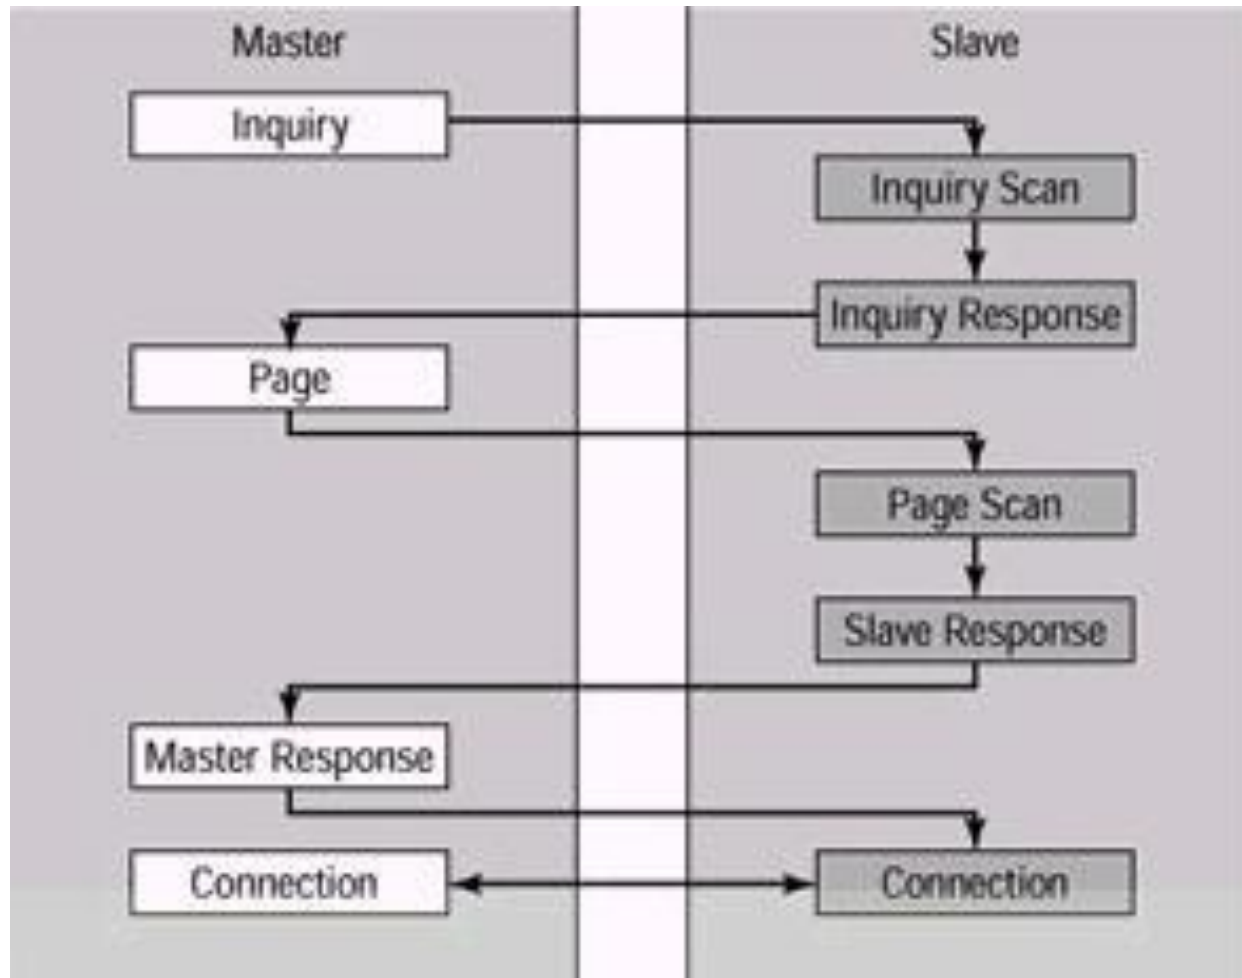 Master
Slave
Inquiry
Inquiry Scan
Inquiry Response
Page
Page Scan
Slave Response
Master Response
Connection
Connection